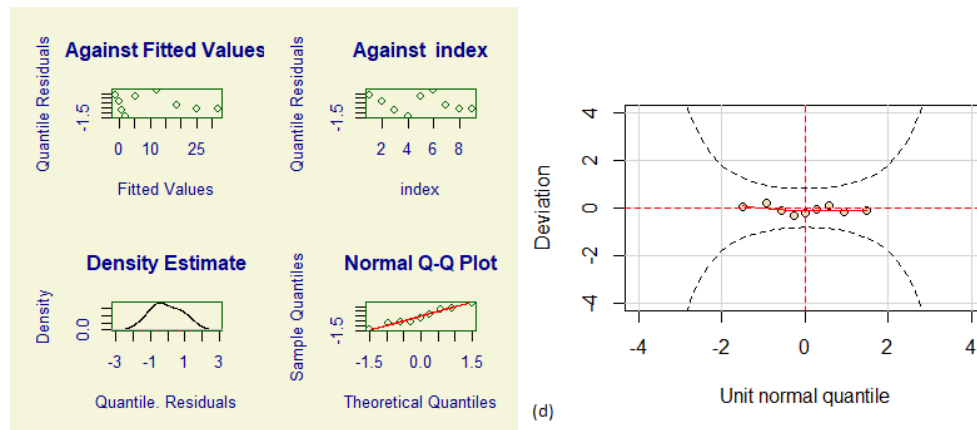 Against Fitted Values
Quantile Residuals
-1.5
0 10 25
Fitted Values
Against index
Quantile Residuals
-1.5
2 4 6 8
index
Density Estimate
Density
0.0
-3 -1 1 3
Quantile. Residuals
Normal Q-Q Plot
Sample Quantiles
-1.5
-1.5 0.0 1.5
Theoretical Quantiles
(d)
Deviation
4
2
0
-2
-4
-4 -2 0 2 4
Unit normal quantile